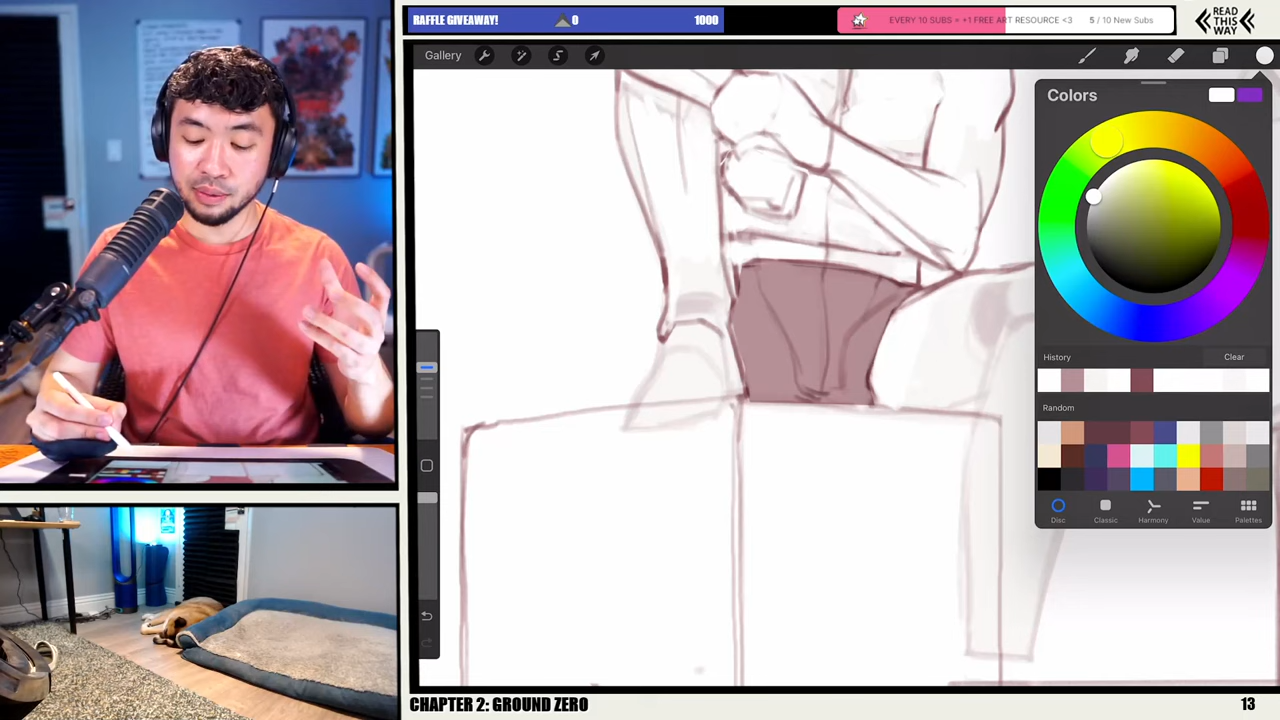 RAFFLE GIVEAWAY! 0 1000
EVERY 10 SUBS = +1 FREE ART RESOURCE <3 5 / 10 New Subs
READ
THIS
WAY
Gallery
Colors
History
Clear
Random
Disc
Classic
Harmony
Value
Palettes
CHAPTER 2: GROUND ZERO
13